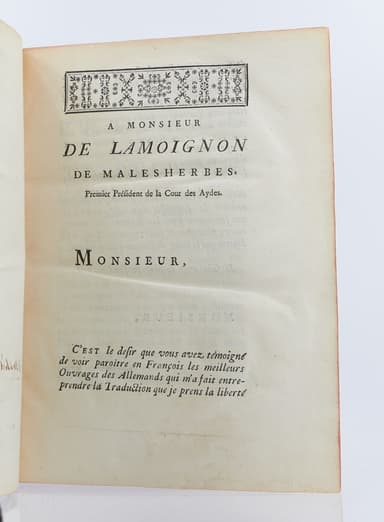 A MONSIEUR
DE LAMOIGNON
DE MALESHERBES.
Premier Préſident de la Cour des Aydes.
MONSIEUR,
C'EST le deſir que vous avez témoigné
de voir paroître en François les meilleurs
Ouvrages des Allemands qui m'a fait entre-
prendre la Traduction que je prens la liberté